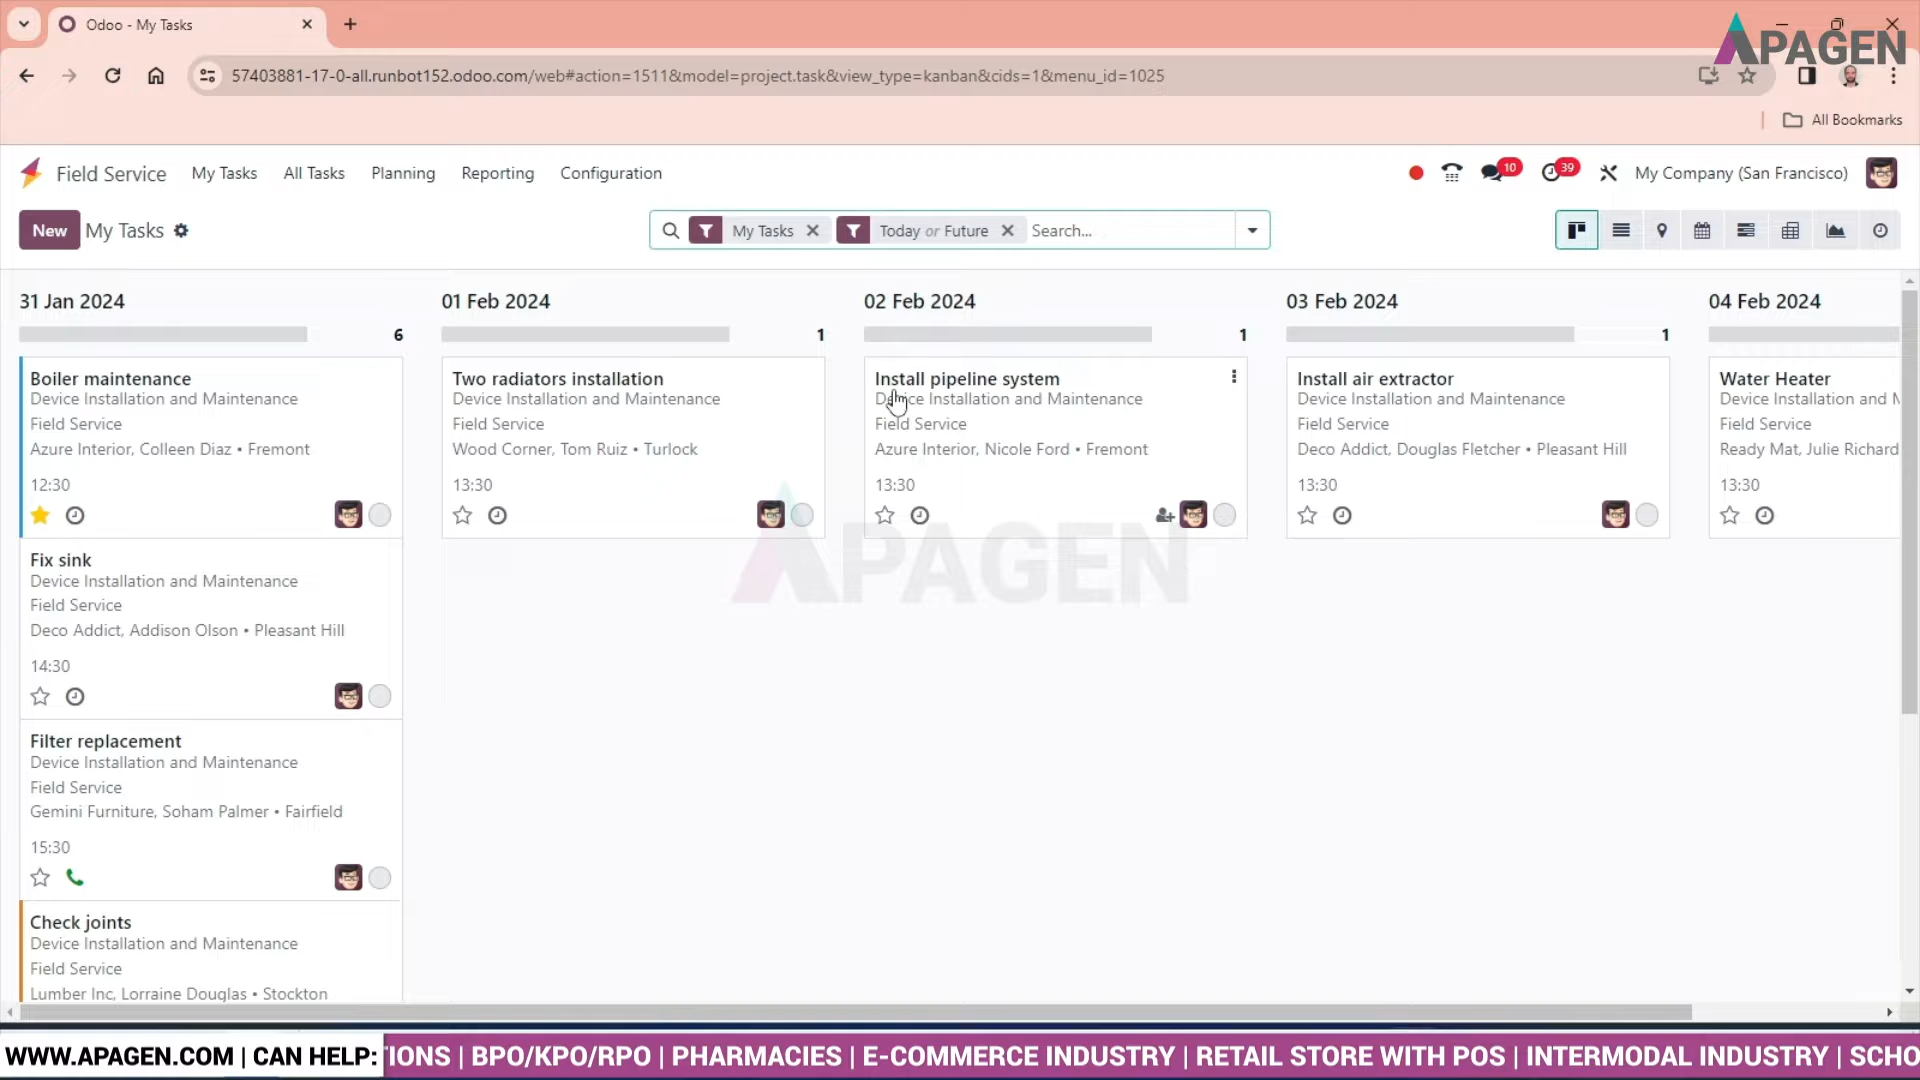 Odoo - My Tasks
APAGEN
57403881-17-0-all.runbot152.odoo.com/web#action=1511&model=project.task&view_type=kanban&cids=1&menu_id=1025
All Bookmarks
Field Service My Tasks All Tasks Planning Reporting Configuration 10 39 My Company (San Francisco)
New My Tasks My Tasks Today or Future Search...
31 Jan 2024
6
Boiler maintenance
Device Installation and Maintenance
Field Service
Azure Interior, Colleen Diaz • Fremont
12:30
Fix sink
Device Installation and Maintenance
Field Service
Deco Addict, Addison Olson • Pleasant Hill
14:30
Filter replacement
Device Installation and Maintenance
Field Service
Gemini Furniture, Soham Palmer • Fairfield
15:30
Check joints
Device Installation and Maintenance
Field Service
Lumber Inc, Lorraine Douglas • Stockton
01 Feb 2024
1
Two radiators installation
Device Installation and Maintenance
Field Service
Wood Corner, Tom Ruiz • Turlock
13:30
02 Feb 2024
1
Install pipeline system
Device Installation and Maintenance
Field Service
Azure Interior, Nicole Ford • Fremont
13:30
03 Feb 2024
1
Install air extractor
Device Installation and Maintenance
Field Service
Deco Addict, Douglas Fletcher • Pleasant Hill
13:30
04 Feb 2024
Water Heater
Device Installation and M
Field Service
Ready Mat, Julie Richard
13:30
APAGEN
WWW.APAGEN.COM | CAN HELP: TIONS | BPO/KPO/RPO | PHARMACIES | E-COMMERCE INDUSTRY | RETAIL STORE WITH POS | INTERMODAL INDUSTRY | SCHO